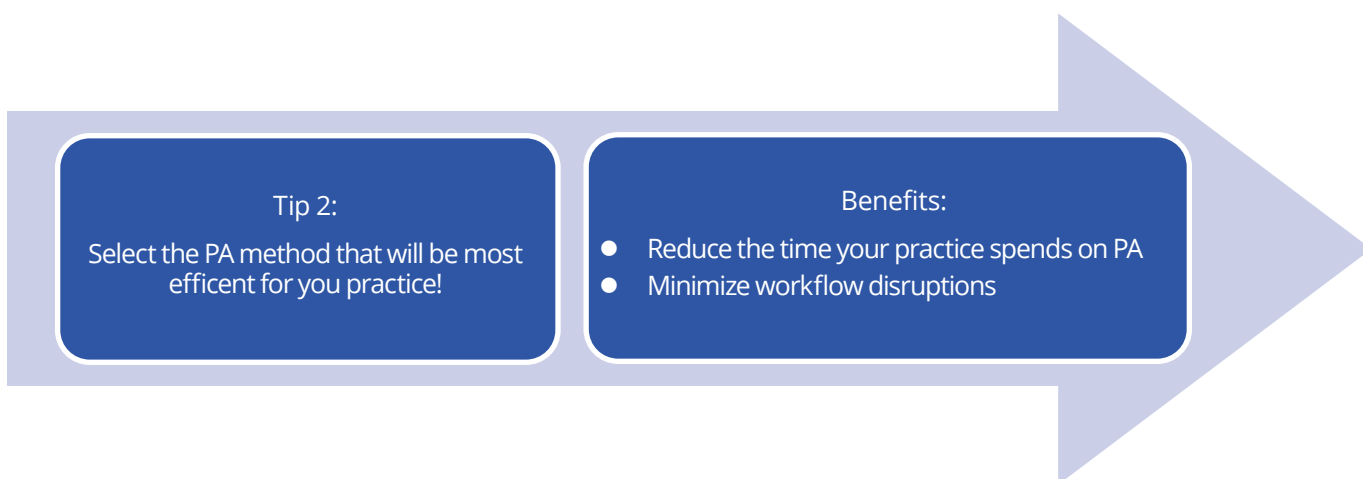 Tip 2:
Select the PA method that will be most
efficent for you practice!
Benefits:
● Reduce the time your practice spends on PA
● Minimize workflow disruptions